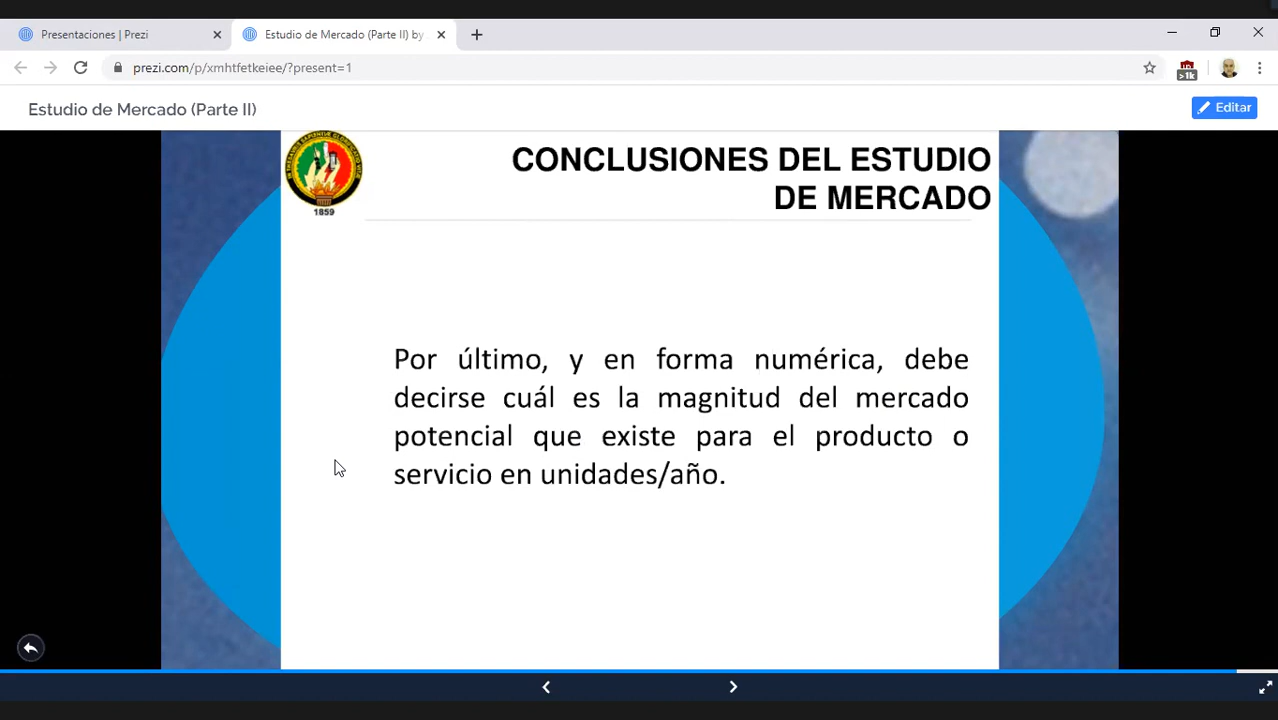 Presentaciones | Prezi
Estudio de Mercado (Parte II) by
prezi.com/p/xmhtfetkeiee/?present=1
>1k
Estudio de Mercado (Parte II)
Editar
1859
CONCLUSIONES DEL ESTUDIO
DE MERCADO
Por último, y en forma numérica, debe
decirse cuál es la magnitud del mercado
potencial que existe para el producto o
servicio en unidades/año.